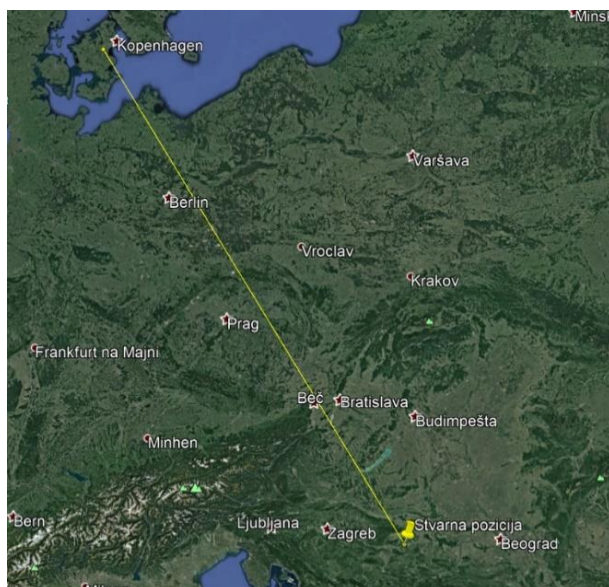 Minsk
Kopenhagen
Varšava
Berlin
Vroclav
Krakov
Prag
Frankfurt na Majni
Beč
Bratislava
Budimpešta
Minhen
Bern
Ljubljana
Zagreb
Stvarna pozicija
Beograd